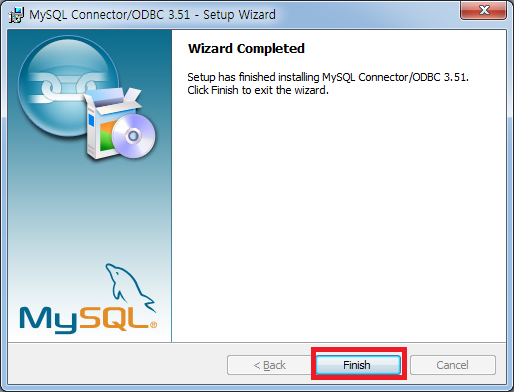 MySQL Connector/ODBC 3.51 - Setup Wizard
Wizard Completed
Setup has finished installing MySQL Connector/ODBC 3.51.
Click Finish to exit the wizard.
MySQL®
< Back
Finish
Cancel